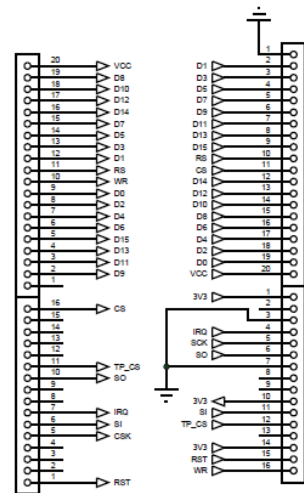 20 VCC
19 D8
18 D10
17 D12
16 D14
15 D7
14 D5
13 D3
12 D1
11 RS
10 WR
9 D0
8 D2
7 D4
6 D6
5 D15
4 D13
3 D11
2 D9
1
16 CS
15
14
13
12
11 TP_CS
10 SO
9
8
7 IRQ
6 SI
5 CSK
4
3
2
1 RST
1
D1 2
D3 3
D5 4
D7 5
D9 6
D11 7
D13 8
D15 9
RS 10
CS 11
D14 12
D12 13
D10 14
D8 15
D6 16
D4 17
D2 18
D0 19
VCC 20
3V3 1
2
3
IRQ 4
SCK 5
SO 6
7
8
9
3V3 10
SI 11
TP_CS 12
13
3V3 14
RST 15
WR 16